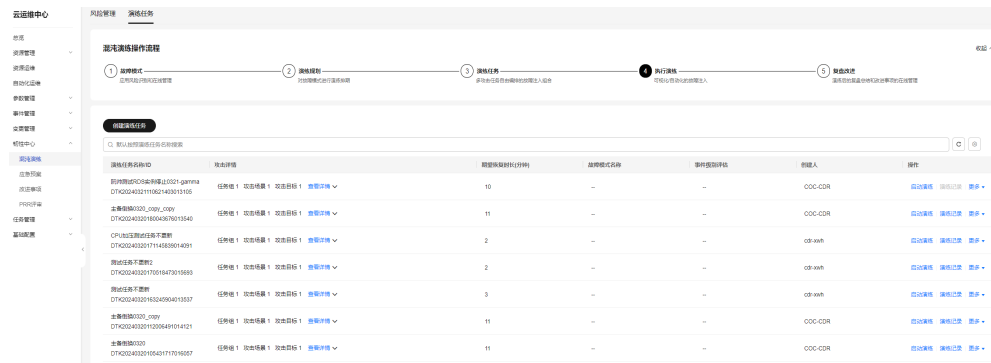 云运维中心
风险管理 演练任务
总览
资源管理
资源运维
自动化运维
参数管理
事件管理
变更管理
韧性中心
混沌演练
应急预案
改进事项
PRR评审
任务管理
基础配置
混沌演练操作流程
收起
1 故障模式
应用风险识别和在线管理
2 演练规划
对故障模式进行演练排期
3 演练任务
多攻击任务自由编排的故障注入组合
4 执行演练
可视化/自动化的故障注入
5 复盘改进
演练后的复盘总结和改进事项的在线管理
创建演练任务
默认按照演练任务名称搜索
演练任务名称/ID 攻击详情 期望恢复时长(分钟) 故障模式名称 事件级别评估 创建人 操作
DTK20240321110621403013105
任务组 1 攻击场景 1 攻击目标 1 查看详情 10 -- -- COC-CDR 启动演练 演练记录 更多
主备倒换0320_copy_copy
DTK20240320180043676013540
任务组 1 攻击场景 1 攻击目标 1 查看详情 11 -- -- COC-CDR 启动演练 演练记录 更多
CPU加压测试任务不要删
DTK20240320171145839014091
任务组 1 攻击场景 1 攻击目标 1 查看详情 2 -- -- cdr-xwh 启动演练 演练记录 更多
测试任务不要删2
DTK20240320170518473015693
任务组 1 攻击场景 1 攻击目标 1 查看详情 2 -- -- cdr-xwh 启动演练 演练记录 更多
测试任务不要删
DTK20240320163245904013537
任务组 1 攻击场景 1 攻击目标 1 查看详情 3 -- -- cdr-xwh 启动演练 演练记录 更多
主备倒换0320_copy
DTK20240320112006491014121
任务组 1 攻击场景 1 攻击目标 1 查看详情 11 -- -- COC-CDR 启动演练 演练记录 更多
主备倒换0320
DTK20240320105431717016057
任务组 1 攻击场景 1 攻击目标 1 查看详情 11 -- -- COC-CDR 启动演练 演练记录 更多